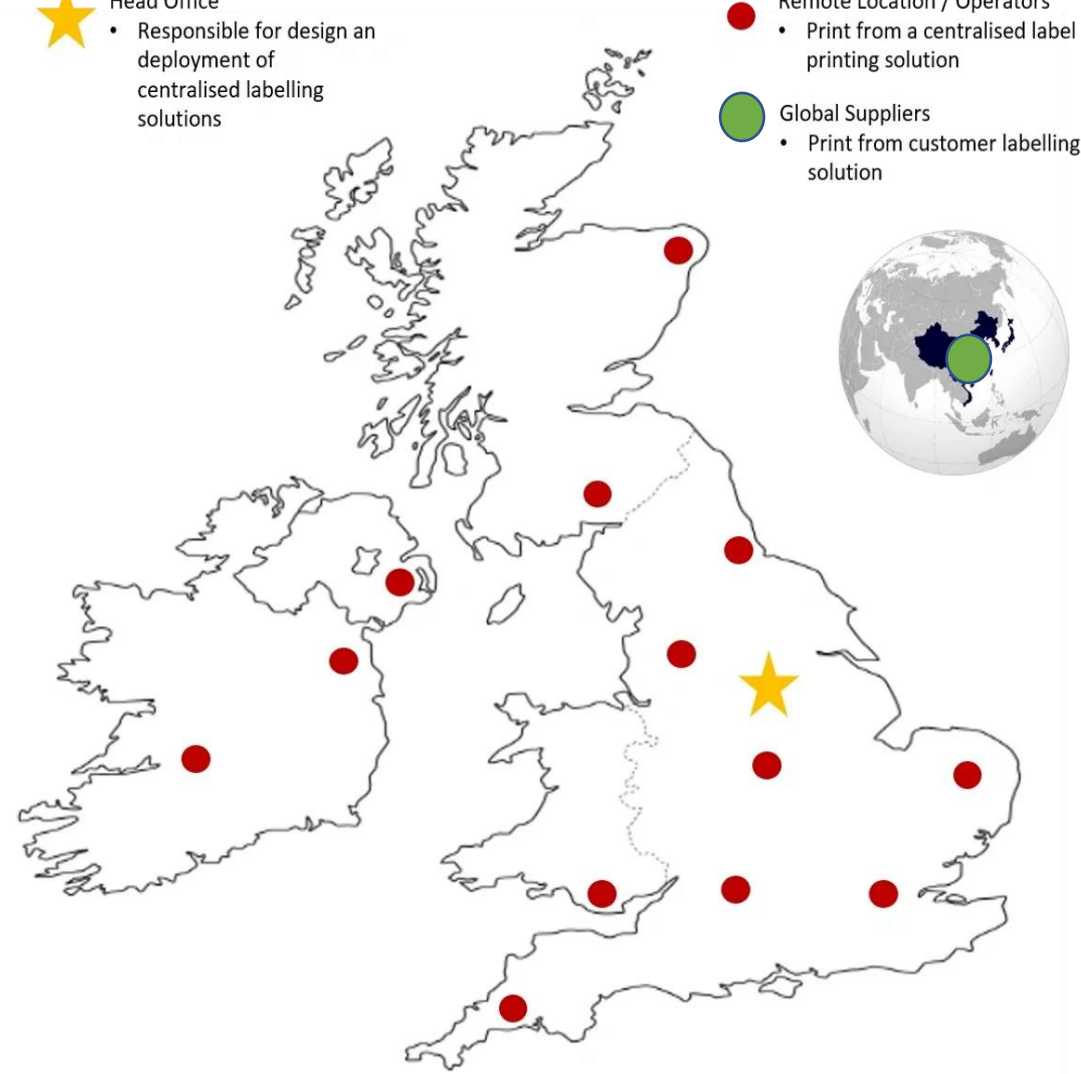 Head Office
• Responsible for design an
deployment of
centralised labelling
solutions
Remote Location / Operators
• Print from a centralised label
printing solution
Global Suppliers
• Print from customer labelling
solution